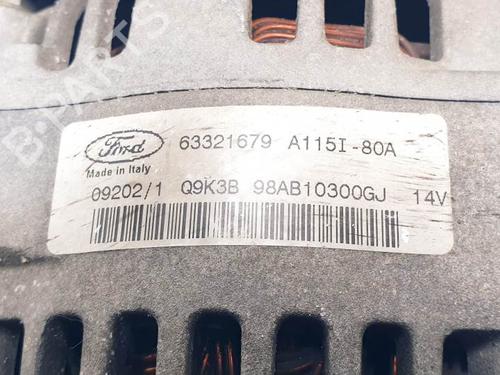 B-PARTS
Ford 63321679 A115I-80A
Made in Italy
09202/1 Q9K3B 98AB10300GJ 14V